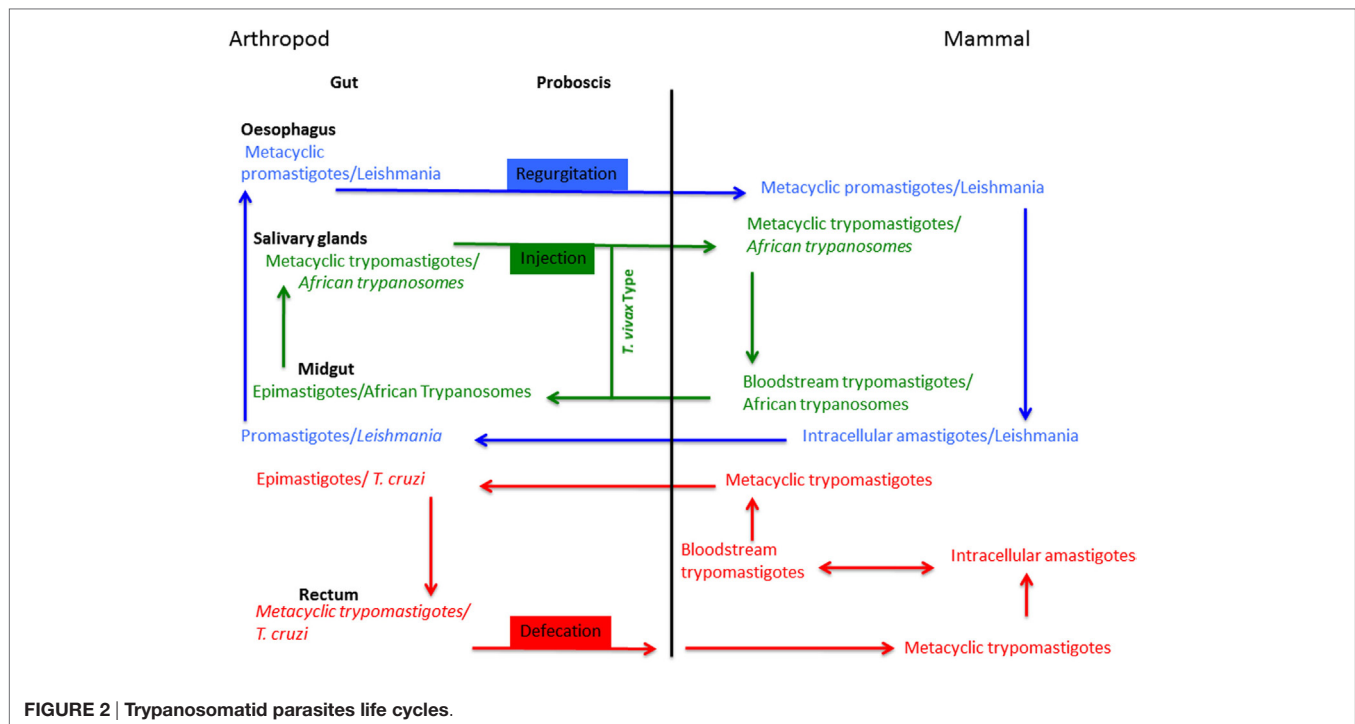 Arthropod
Mammal
Gut
Proboscis
Oesophagus
Metacyclic
promastigotes/Leishmania
Regurgitation
Metacyclic promastigotes/Leishmania
Salivary glands
Metacyclic trypomastigotes/
African trypanosomes
Injection
Metacyclic trypomastigotes/
African trypanosomes
T. vivax Type
Midgut
Epimastigotes/African Trypanosomes
Bloodstream trypomastigotes/
African trypanosomes
Promastigotes/Leishmania
Intracellular amastigotes/Leishmania
Epimastigotes/ T. cruzi
Metacyclic trypomastigotes
Bloodstream
trypomastigotes
Intracellular amastigotes
Rectum
Metacyclic trypomastigotes/
T. cruzi
Defecation
Metacyclic trypomastigotes
FIGURE 2 | Trypanosomatid parasites life cycles.